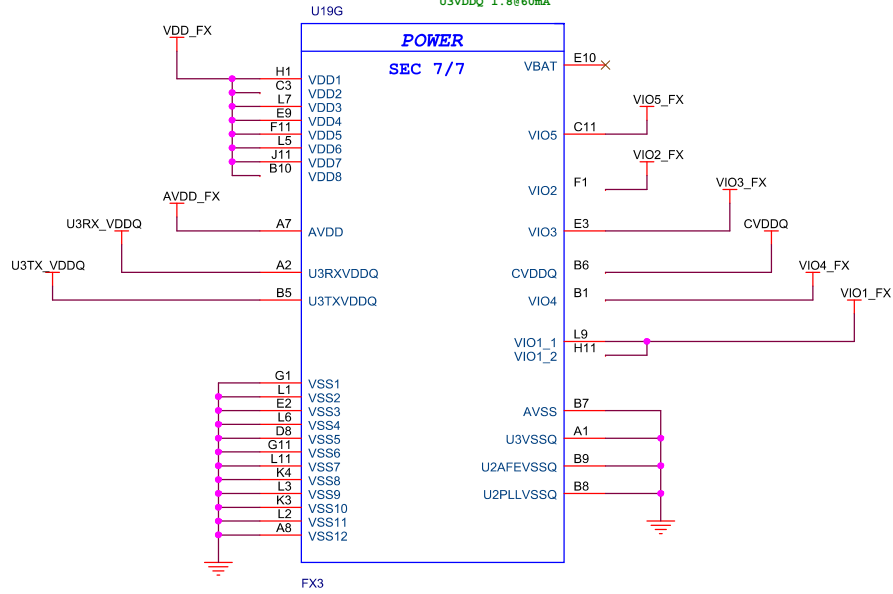 U3VDDQ 1.8@60mA
U19G
VDD_FX
POWER
SEC 7/7
H1 VDD1
C3 VDD2
L7 VDD3
E9 VDD4
F11 VDD5
L5 VDD6
J11 VDD7
B10 VDD8
AVDD_FX
A7 AVDD
U3RX_VDDQ
A2 U3RXVDDQ
U3TX_VDDQ
B5 U3TXVDDQ
G1 VSS1
L1 VSS2
E2 VSS3
L6 VSS4
D8 VSS5
G11 VSS6
L11 VSS7
K4 VSS8
L3 VSS9
K3 VSS10
L2 VSS11
A8 VSS12
VBAT E10
VIO5_FX
VIO5 C11
VIO2_FX
VIO2 F1
VIO3_FX
VIO3 E3
CVDDQ
CVDDQ B6
VIO4_FX
VIO4 B1
VIO1_FX
VIO1_1 L9
VIO1_2 H11
AVSS B7
U3VSSQ A1
U2AFEVSSQ B9
U2PLLVSSQ B8
FX3